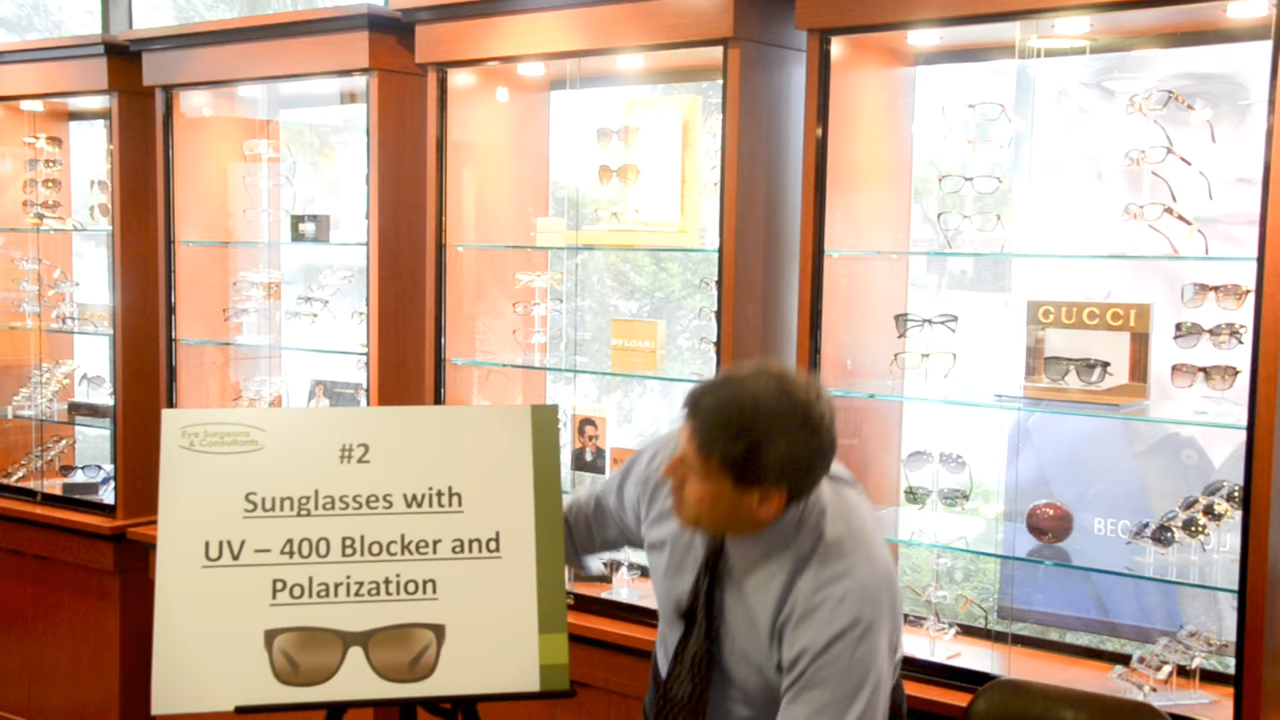 Eye Surgeons
& Consultants
#2
Sunglasses with
UV – 400 Blocker and
Polarization
BVLGARI
GUCCI